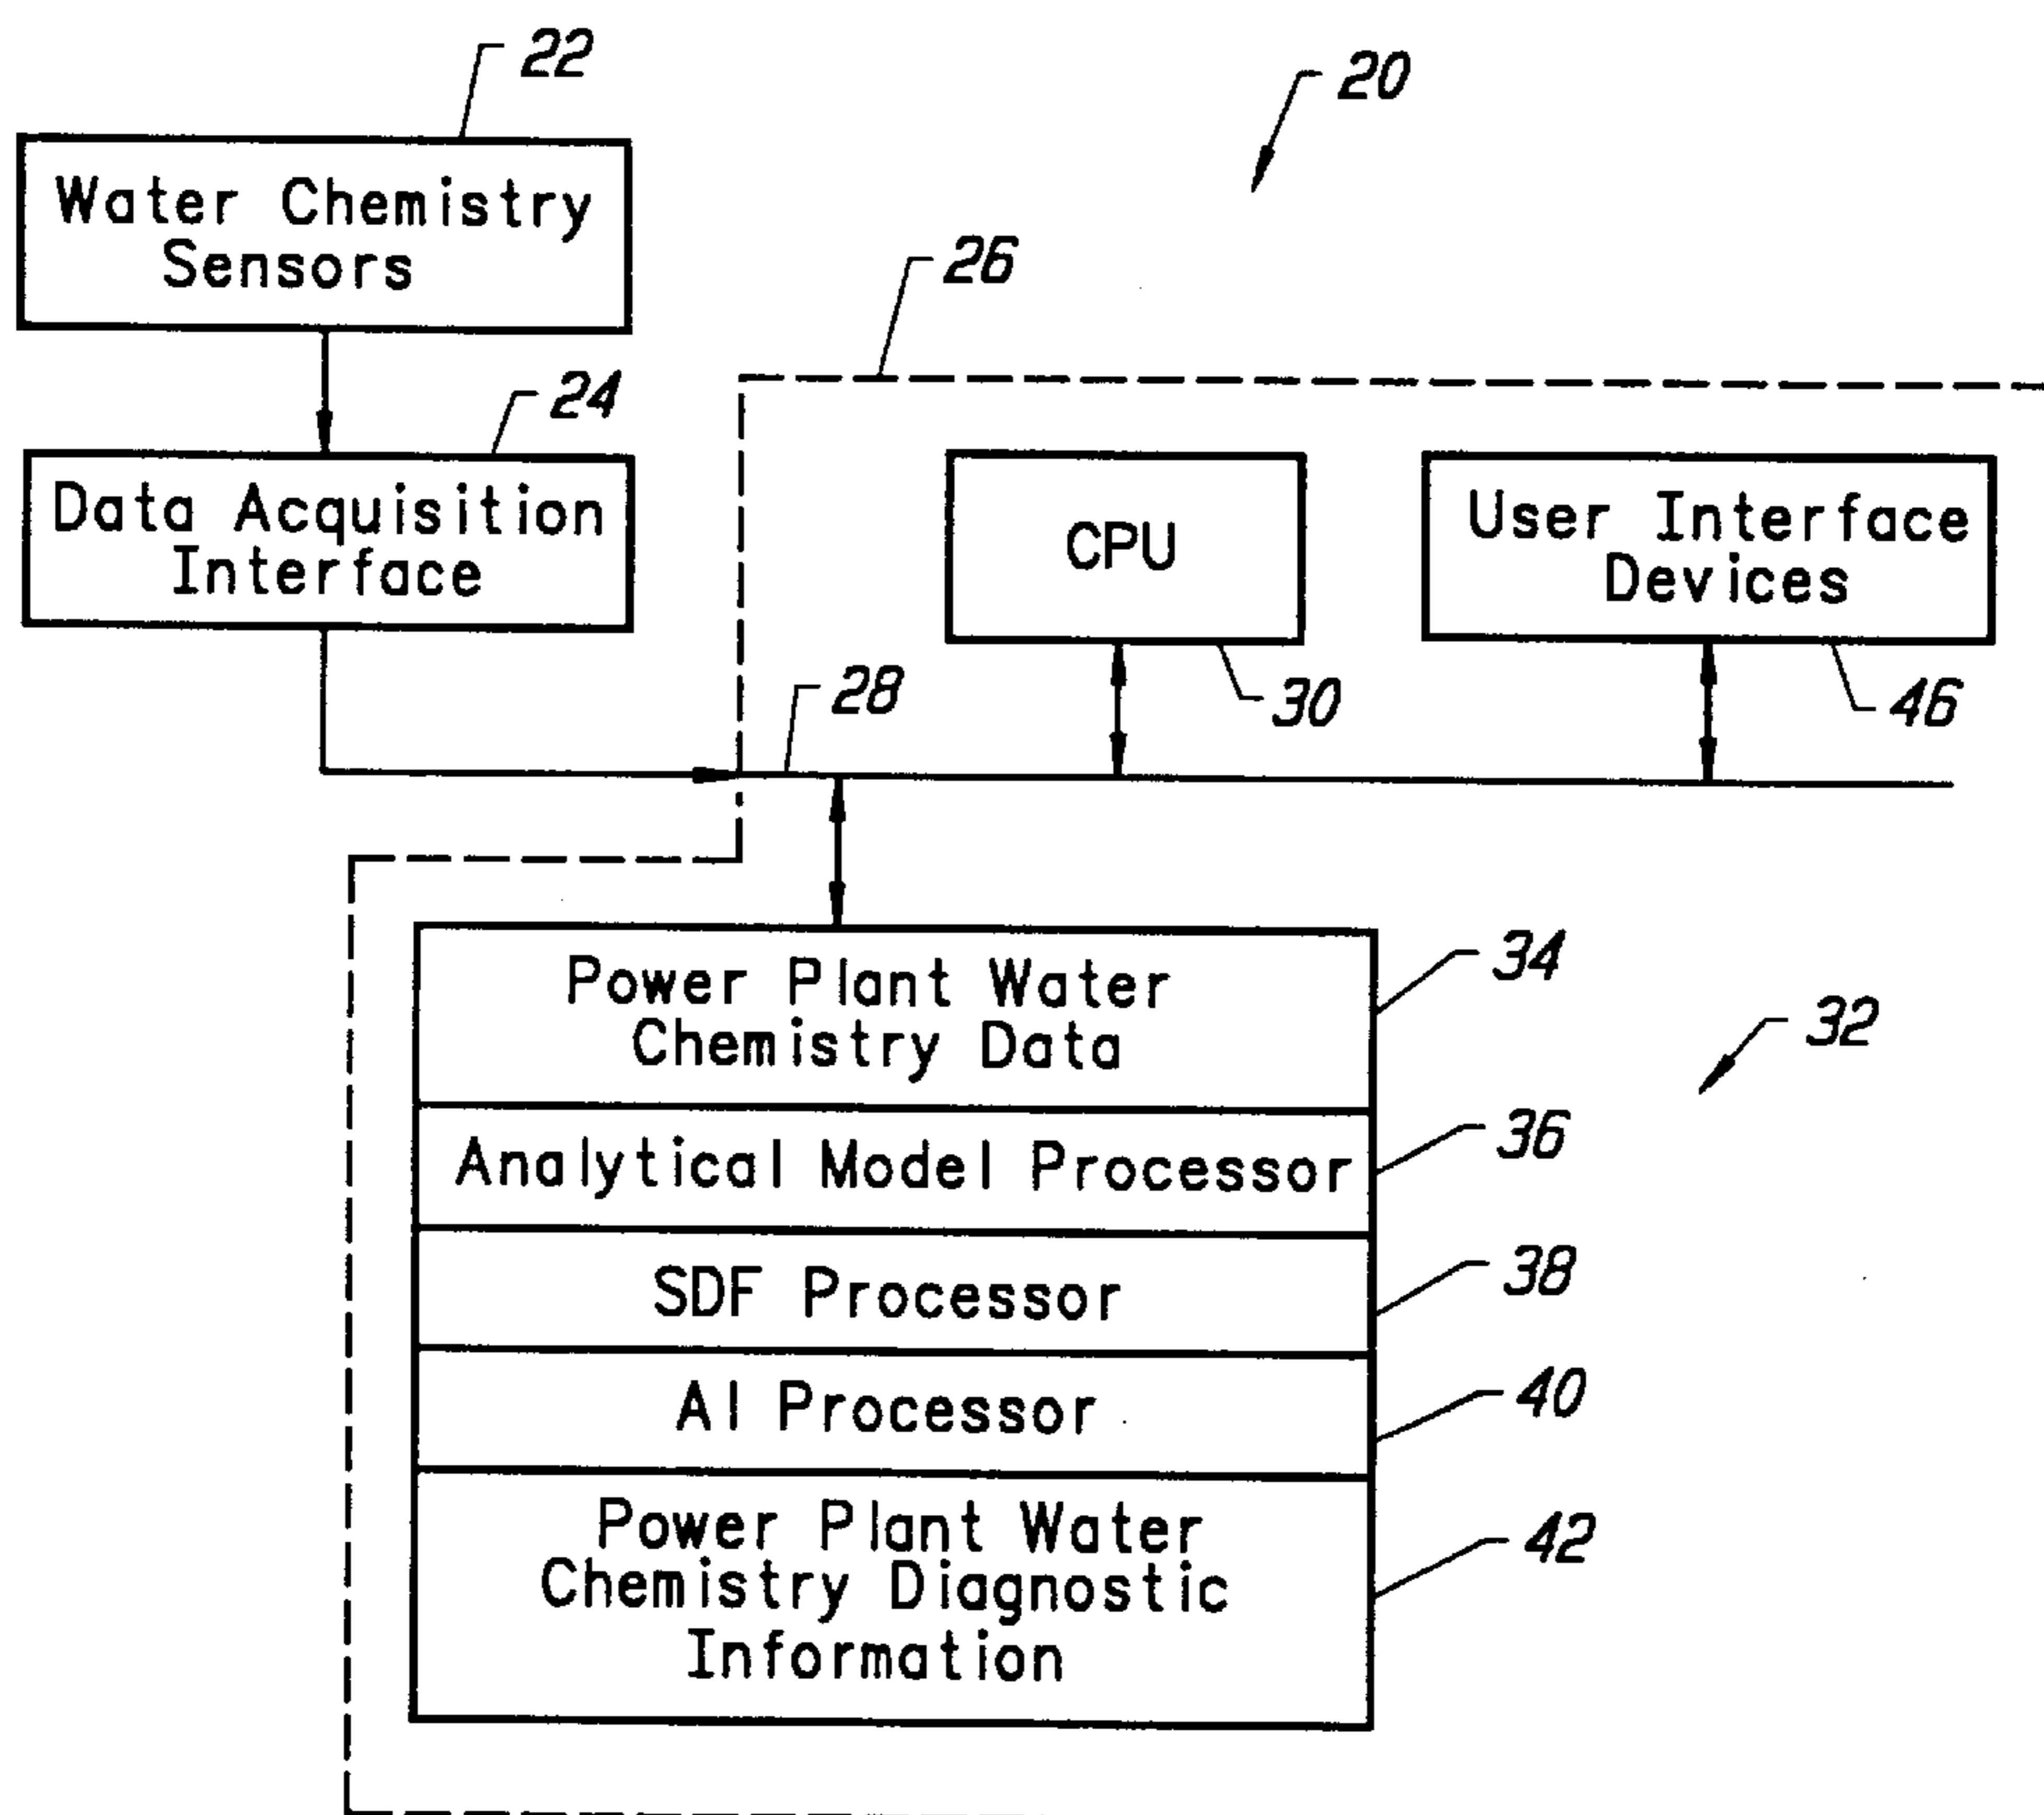 22
20
Water Chemistry
Sensors
26
24
Data Acquisition
Interface
CPU
User Interface
Devices
28
30
46
Power Plant Water
Chemistry Data
34
32
Analytical Model Processor
36
SDF Processor
38
AI Processor
40
Power Plant Water
Chemistry Diagnostic
Information
42